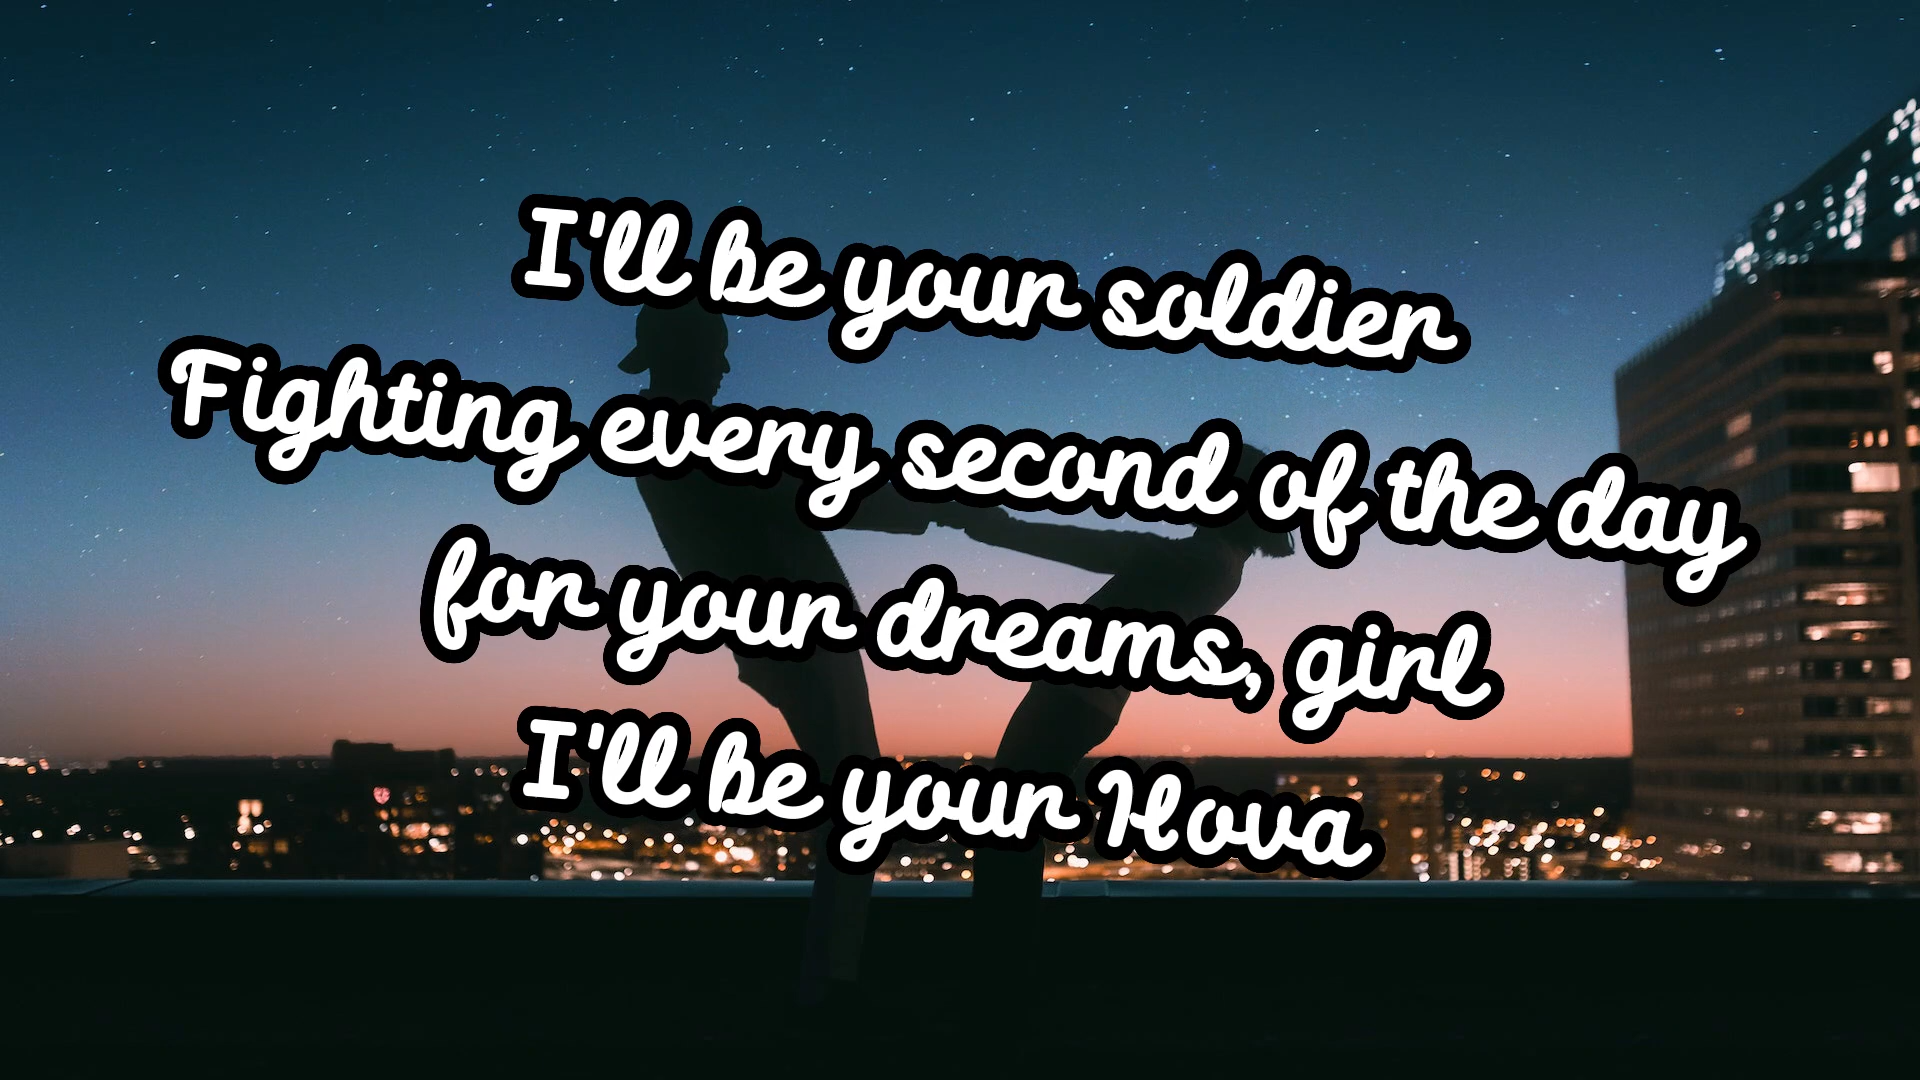 I'll be your soldier
Fighting every second of the day
for your dreams, girl
I'll be your Hova